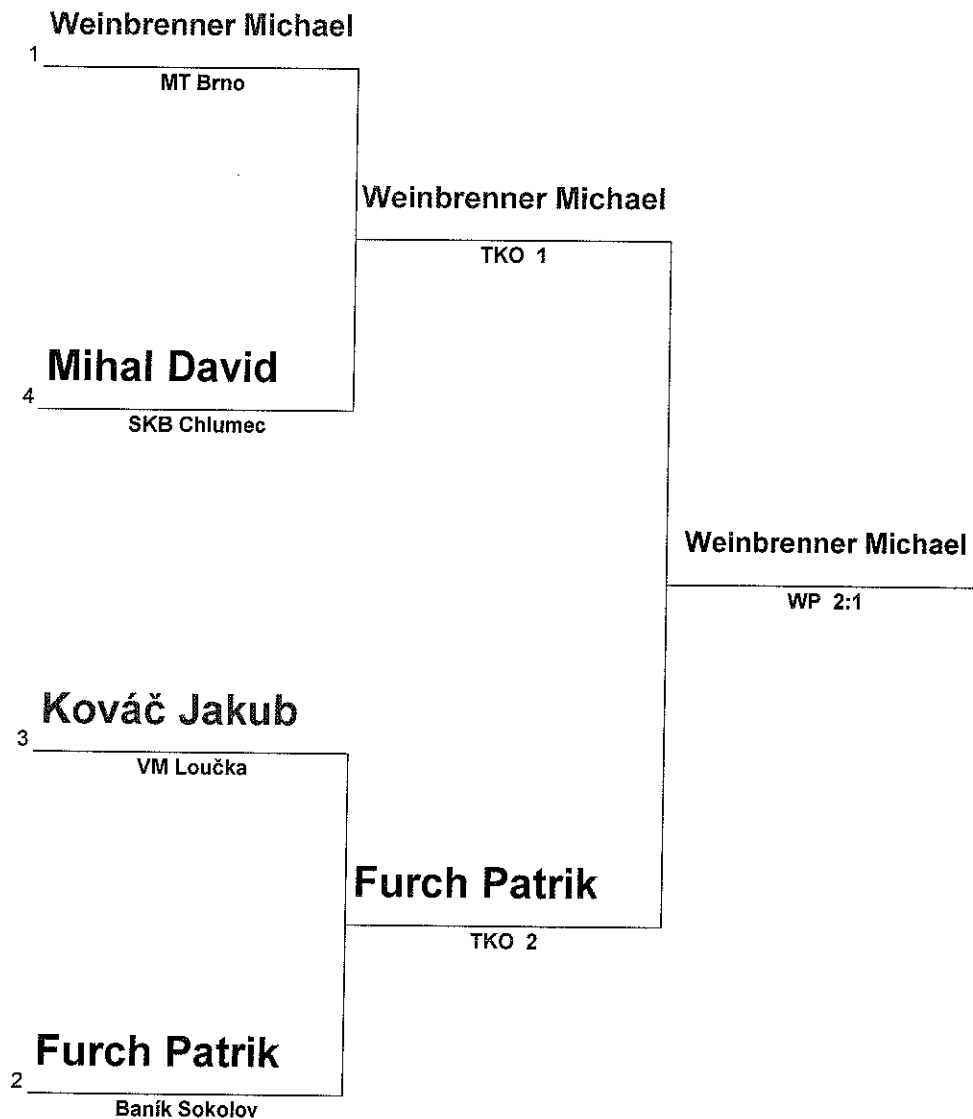 Weinbrenner Michael
1
MT Brno
Weinbrenner Michael
TKO 1
Mihal David
4
SKB Chlumec
Weinbrenner Michael
WP 2:1
Kováč Jakub
3
VM Loučka
Furch Patrik
TKO 2
Furch Patrik
2
Baník Sokolov